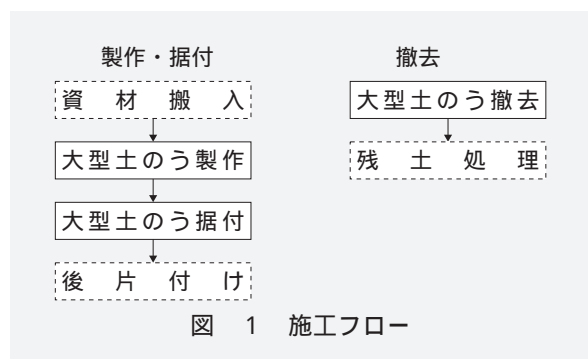 製作・据付
資材搬入
大型土のう製作
大型土のう据付
後片付け
撤去
大型土のう撤去
残土処理
図 1 施工フロー